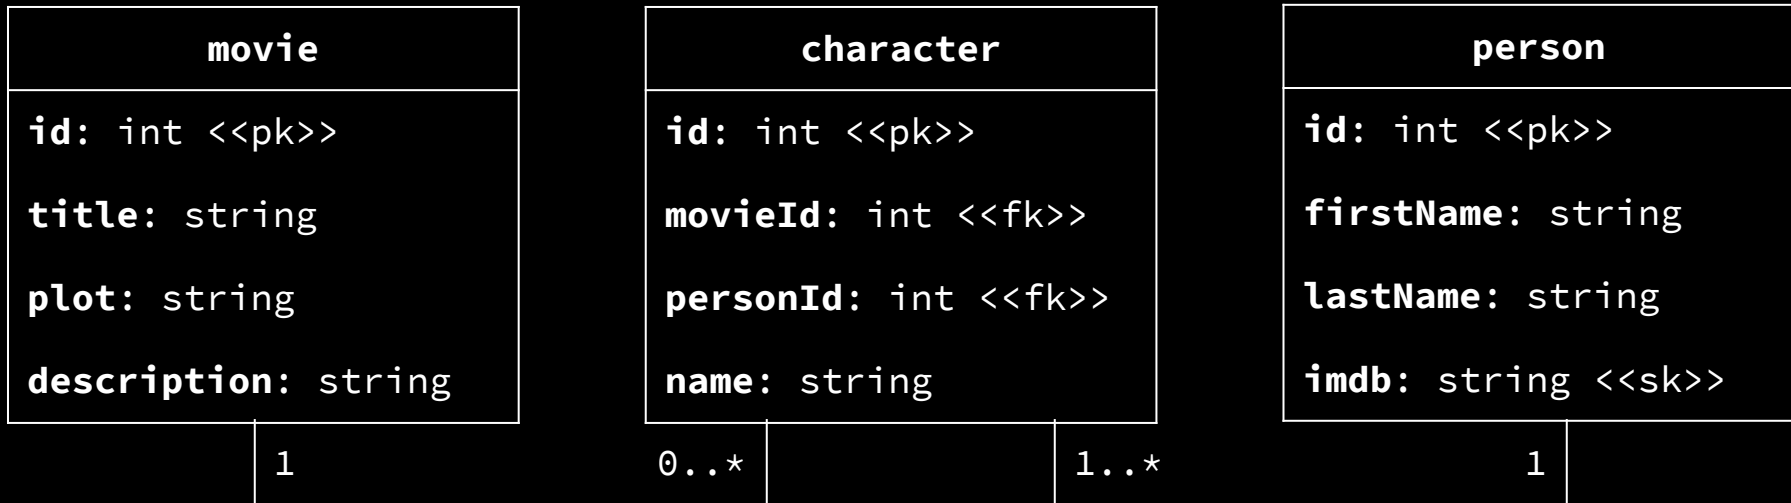 movie
id: int <<pk>>
title: string
plot: string
description: string
1
character
id: int <<pk>>
movieId: int <<fk>>
personId: int <<fk>>
name: string
0..*
1..*
person
id: int <<pk>>
firstName: string
lastName: string
imdb: string <<sk>>
1